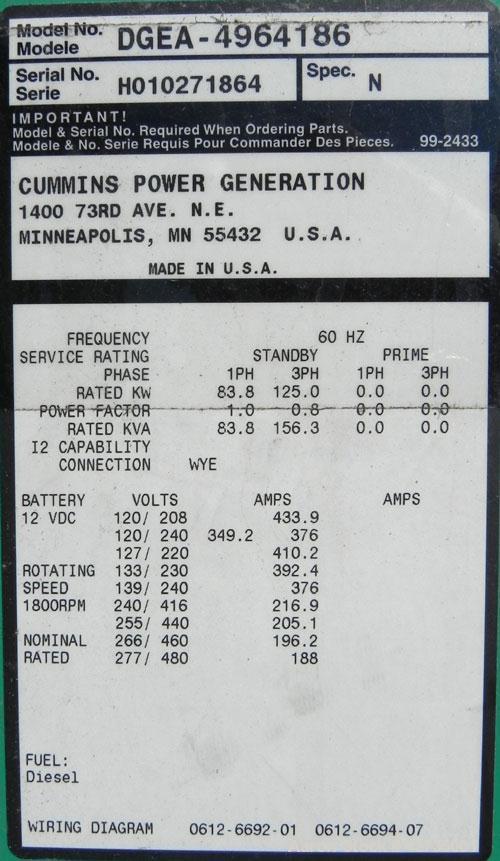 Model No.
Modele DGEA-4964186
Serial No.
Serie H010271864
Spec. N
IMPORTANT!
Model & Serial No. Required When Ordering Parts.
Modele & No. Serie Requis Pour Commander Des Pieces. 99-2433
CUMMINS POWER GENERATION
1400 73RD AVE. N.E.
MINNEAPOLIS, MN 55432 U.S.A.
MADE IN U.S.A.
FREQUENCY 60 HZ
SERVICE RATING STANDBY PRIME
PHASE 1PH 3PH 1PH 3PH
RATED KW 83.8 125.0 0.0 0.0
POWER FACTOR 1.0 0.8 0.0 0.0
RATED KVA 83.8 156.3 0.0 0.0
I2 CAPABILITY
CONNECTION WYE
BATTERY VOLTS AMPS AMPS
12 VDC 120/ 208 433.9
120/ 240 349.2 376
127/ 220 410.2
ROTATING 133/ 230 392.4
SPEED 139/ 240 376
1800RPM 240/ 416 216.9
255/ 440 205.1
NOMINAL 266/ 460 196.2
RATED 277/ 480 188
FUEL:
Diesel
WIRING DIAGRAM 0612-6692-01 0612-6694-07